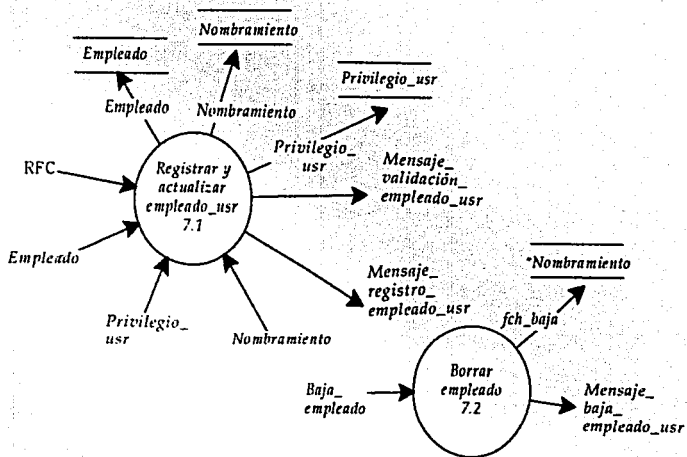 Nombramiento
Empleado
Privilegio_usr
Empleado
Nombramiento
Privilegio_
usr
RFC
Registrar y
actualizar
empleado_usr
7.1
Mensaje_
validación_
empleado_usr
Empleado
Privilegio_
usr
Nombramiento
Mensaje_
registro_
empleado_usr
*Nombramiento
fch_baja
Baja_
empleado
Borrar
empleado
7.2
Mensaje_
baja_
empleado_usr